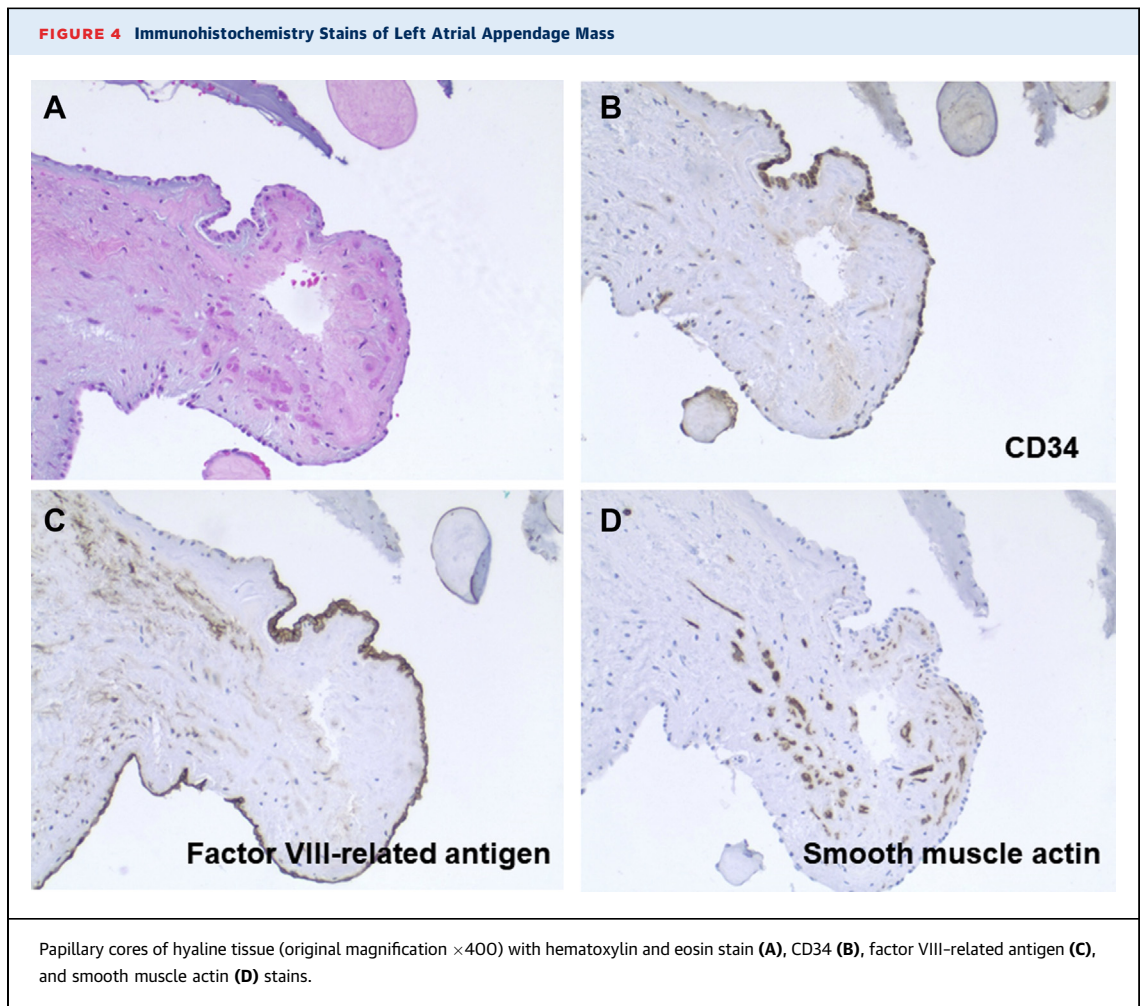 FIGURE 4 Immunohistochemistry Stains of Left Atrial Appendage Mass
A
B
CD34
C
Factor VIII-related antigen
D
Smooth muscle actin
Papillary cores of hyaline tissue (original magnification ×400) with hematoxylin and eosin stain (A), CD34 (B), factor VIII–related antigen (C),
and smooth muscle actin (D) stains.